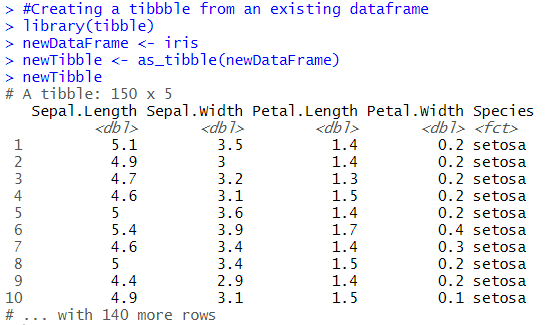 > #Creating a tibbble from an existing dataframe
> library(tibble)
> newDataFrame <- iris
> newTibble <- as_tibble(newDataFrame)
> newTibble
# A tibble: 150 x 5
   Sepal.Length Sepal.Width Petal.Length Petal.Width Species
          <dbl>       <dbl>        <dbl>       <dbl> <fct>
 1          5.1         3.5          1.4         0.2 setosa
 2          4.9         3            1.4         0.2 setosa
 3          4.7         3.2          1.3         0.2 setosa
 4          4.6         3.1          1.5         0.2 setosa
 5          5           3.6          1.4         0.2 setosa
 6          5.4         3.9          1.7         0.4 setosa
 7          4.6         3.4          1.4         0.3 setosa
 8          5           3.4          1.5         0.2 setosa
 9          4.4         2.9          1.4         0.2 setosa
10          4.9         3.1          1.5         0.1 setosa
# ... with 140 more rows